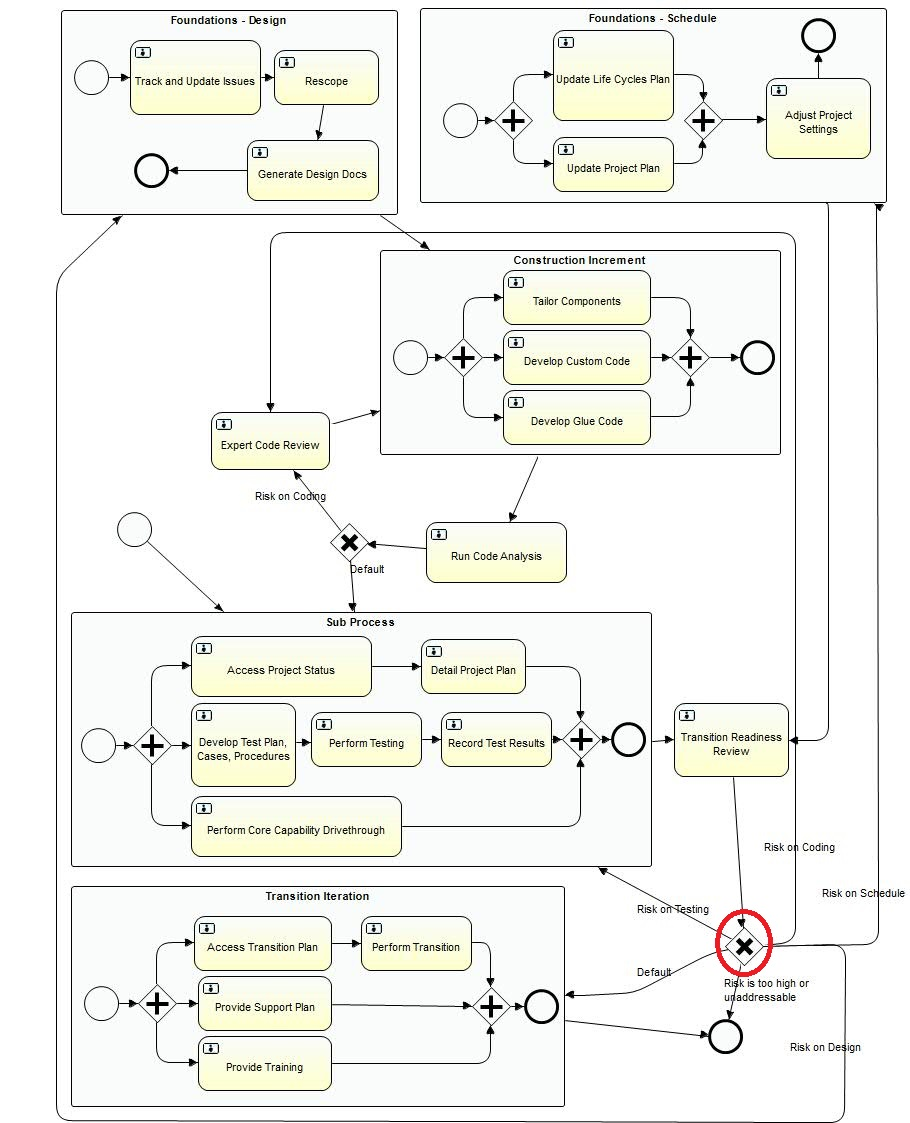 Foundations - Design
Track and Update Issues
Rescope
Generate Design Docs
Foundations - Schedule
Update Life Cycles Plan
Update Project Plan
Adjust Project
Settings
Construction Increment
Tailor Components
Develop Custom Code
Develop Glue Code
Expert Code Review
Risk on Coding
Run Code Analysis
Default
Sub Process
Access Project Status
Detail Project Plan
Develop Test Plan,
Cases, Procedures
Perform Testing
Record Test Results
Perform Core Capability Drivethrough
Transition Readiness
Review
Risk on Coding
Risk on Schedule
Risk on Testing
Default
Risk is too high or
unaddressable
Risk on Design
Transition Iteration
Access Transition Plan
Perform Transition
Provide Support Plan
Provide Training